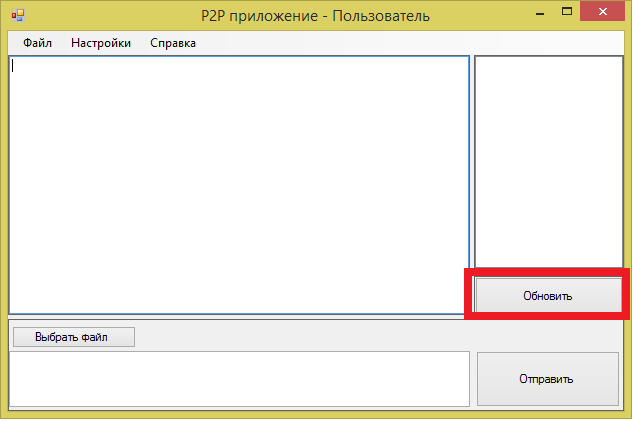 P2P приложение - Пользователь
Файл Настройки Справка
Обновить
Выбрать файл
Отправить